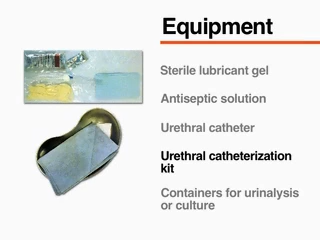 Equipment
Sterile lubricant gel
Antiseptic solution
Urethral catheter
Urethral catheterization
kit
Containers for urinalysis
or culture